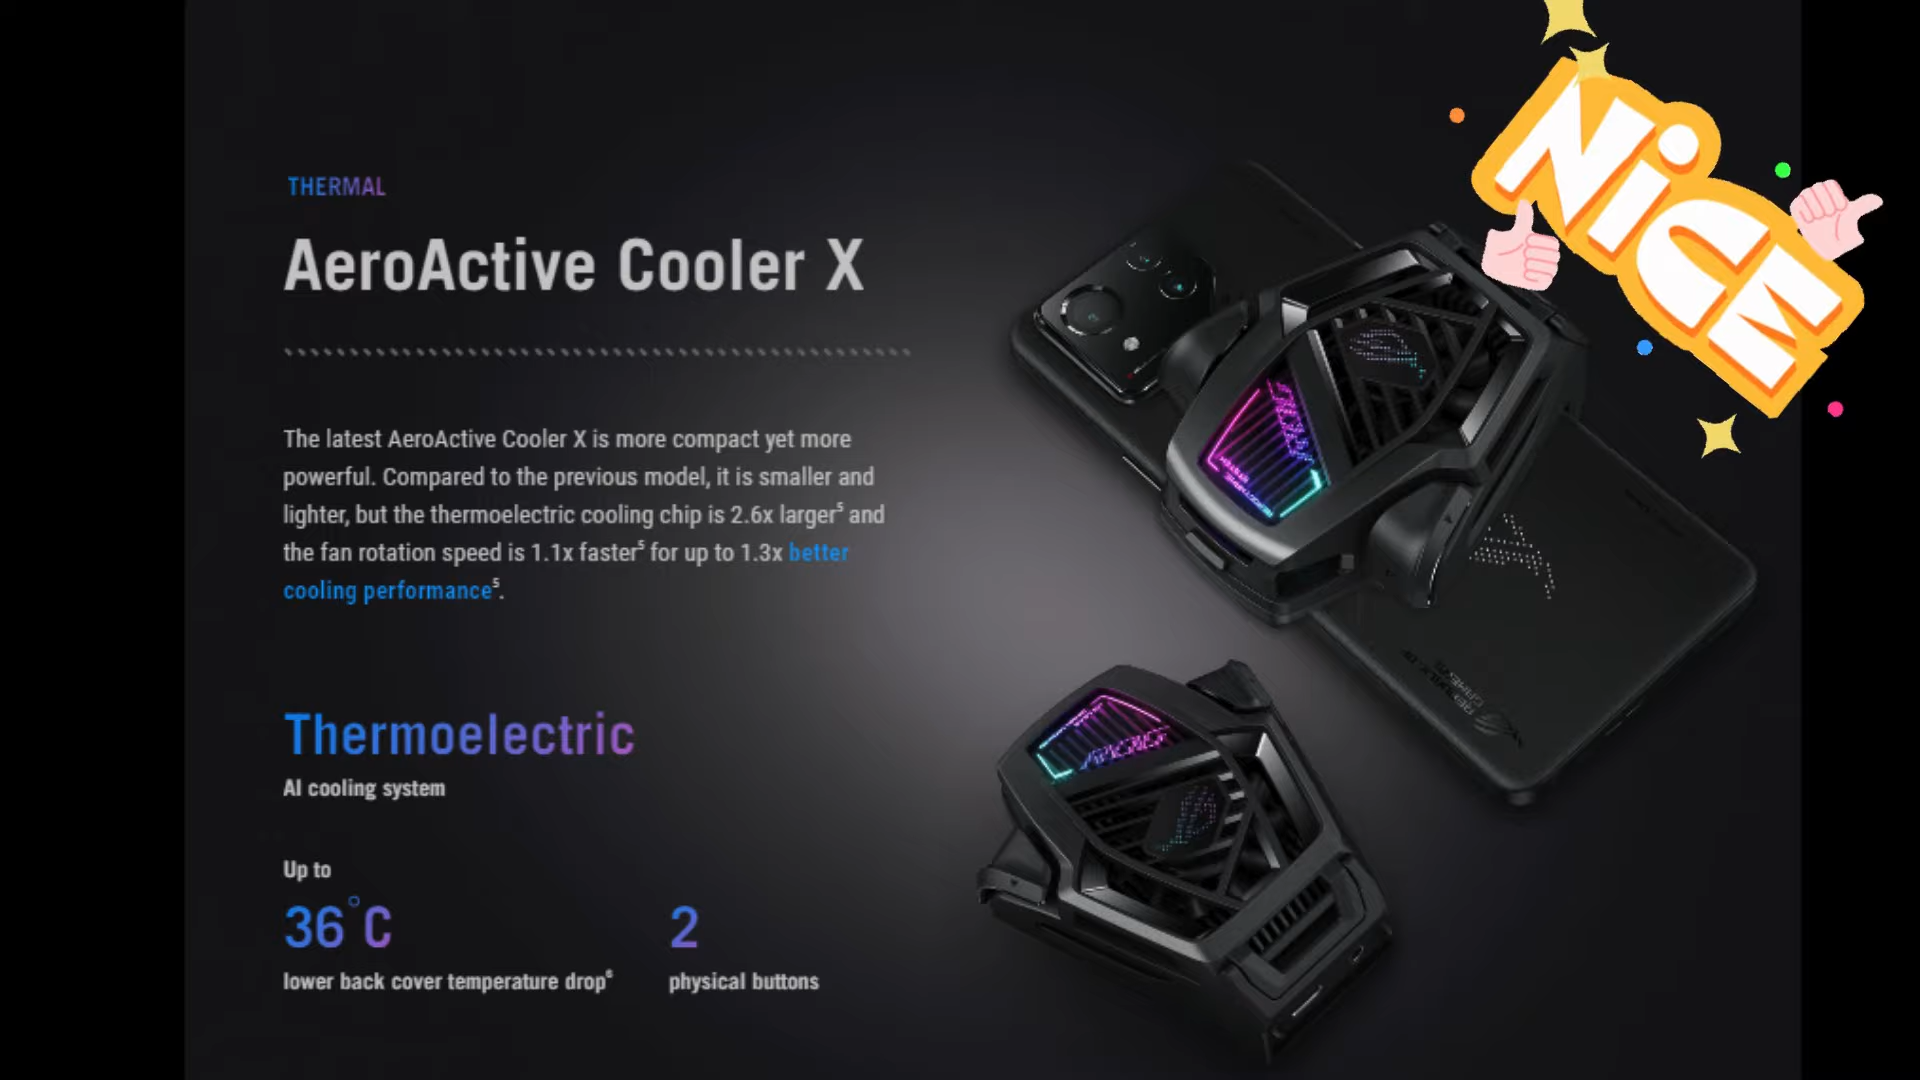 THERMAL
AeroActive Cooler X
The latest AeroActive Cooler X is more compact yet more
powerful. Compared to the previous model, it is smaller and
lighter, but the thermoelectric cooling chip is 2.6x larger⁵ and
the fan rotation speed is 1.1x faster⁵ for up to 1.3x better
cooling performance⁵.
Thermoelectric
AI cooling system
Up to
36°C
lower back cover temperature drop⁶
2
physical buttons
NiCE